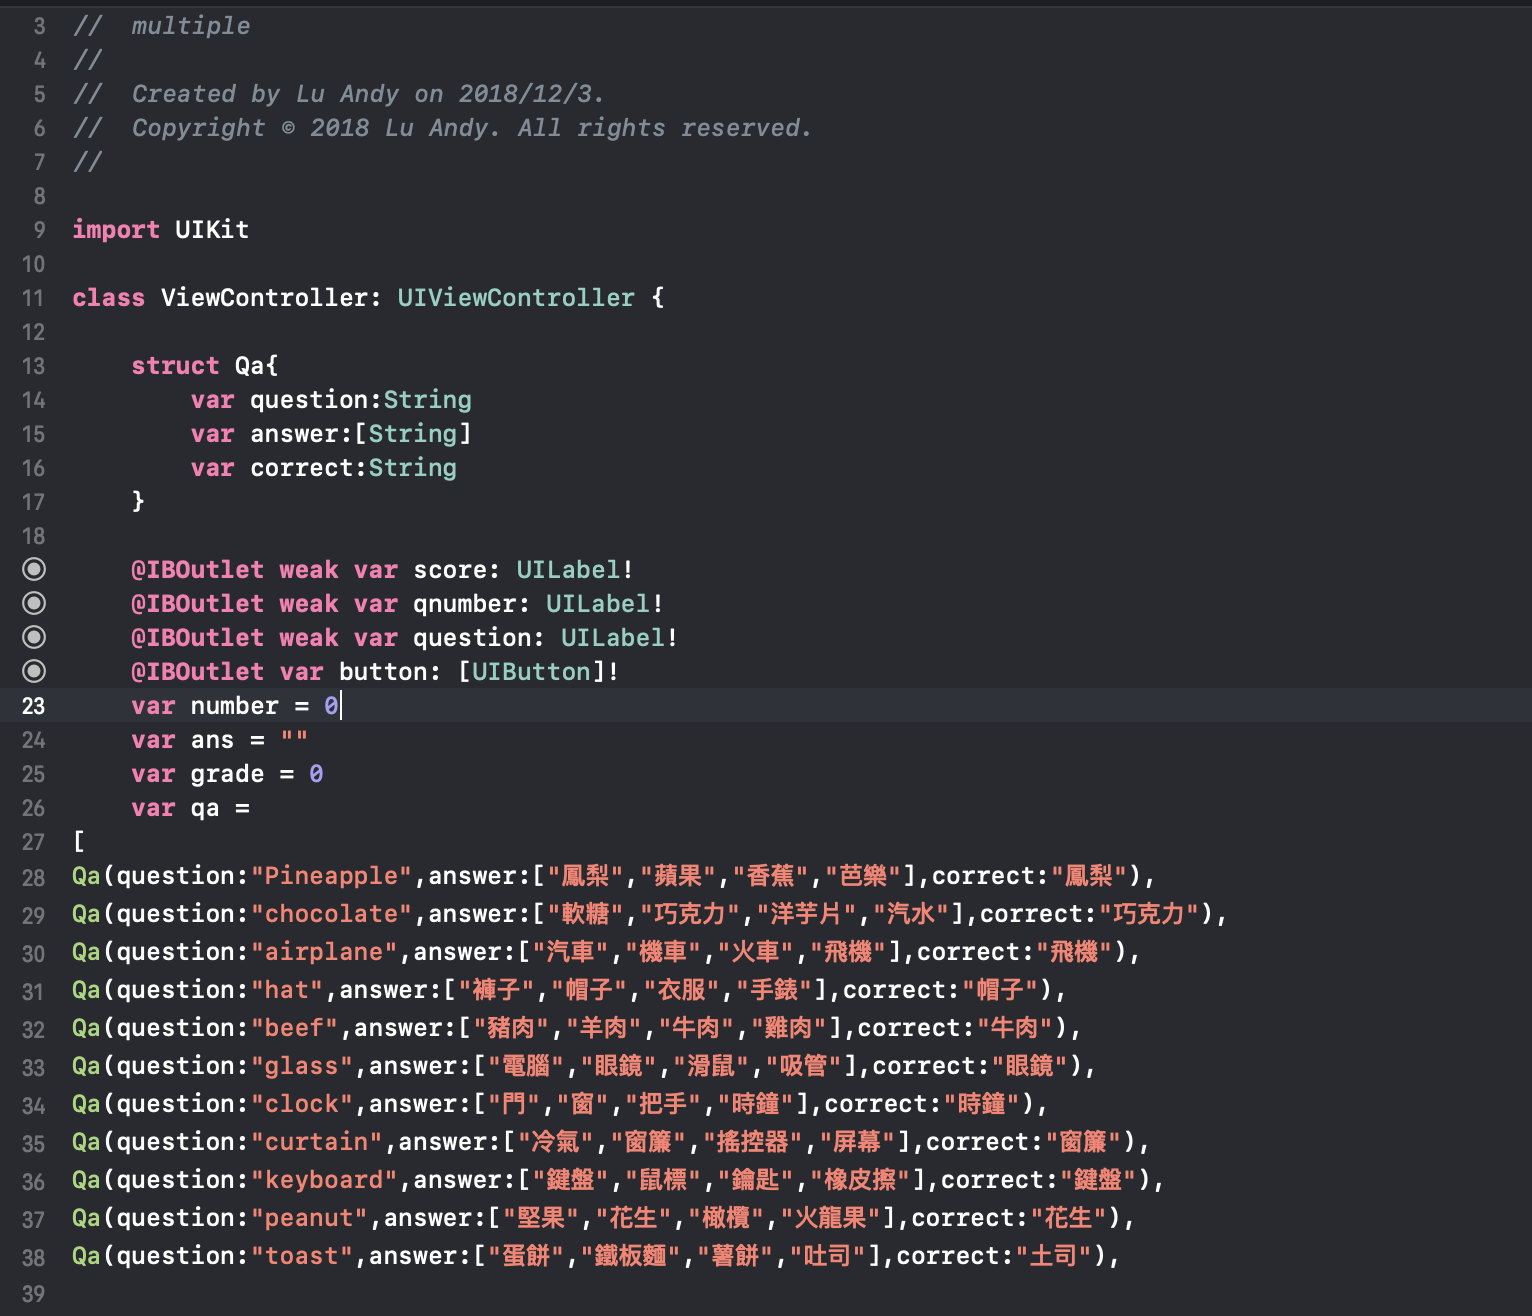 3 //  multiple
4 //
5 //  Created by Lu Andy on 2018/12/3.
6 //  Copyright © 2018 Lu Andy. All rights reserved.
7 //
8
9 import UIKit
10
11 class ViewController: UIViewController {
12
13     struct Qa{
14         var question:String
15         var answer:[String]
16         var correct:String
17     }
18
    @IBOutlet weak var score: UILabel!
    @IBOutlet weak var qnumber: UILabel!
    @IBOutlet weak var question: UILabel!
    @IBOutlet var button: [UIButton]!
23     var number = 0
24     var ans = ""
25     var grade = 0
26     var qa =
27 [
28 Qa(question:"Pineapple",answer:["鳳梨","蘋果","香蕉","芭樂"],correct:"鳳梨"),
29 Qa(question:"chocolate",answer:["軟糖","巧克力","洋芋片","汽水"],correct:"巧克力"),
30 Qa(question:"airplane",answer:["汽車","機車","火車","飛機"],correct:"飛機"),
31 Qa(question:"hat",answer:["褲子","帽子","衣服","手錶"],correct:"帽子"),
32 Qa(question:"beef",answer:["豬肉","羊肉","牛肉","雞肉"],correct:"牛肉"),
33 Qa(question:"glass",answer:["電腦","眼鏡","滑鼠","吸管"],correct:"眼鏡"),
34 Qa(question:"clock",answer:["門","窗","把手","時鐘"],correct:"時鐘"),
35 Qa(question:"curtain",answer:["冷氣","窗簾","搖控器","屏幕"],correct:"窗簾"),
36 Qa(question:"keyboard",answer:["鍵盤","鼠標","鑰匙","橡皮擦"],correct:"鍵盤"),
37 Qa(question:"peanut",answer:["堅果","花生","橄欖","火龍果"],correct:"花生"),
38 Qa(question:"toast",answer:["蛋餅","鐵板麵","薯餅","吐司"],correct:"土司"),
39